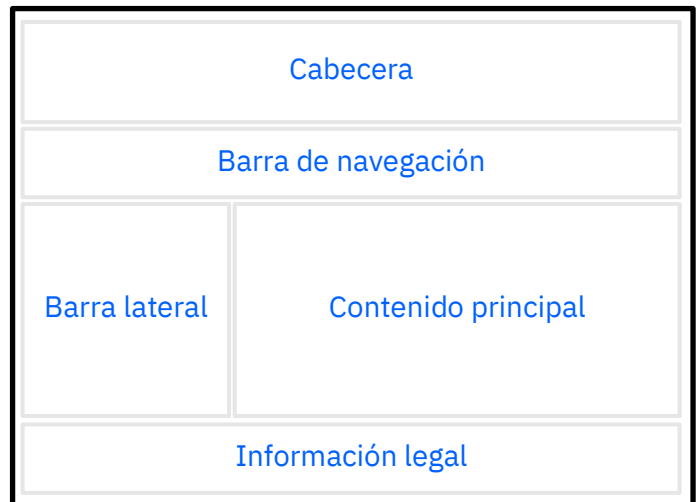 Cabecera
Barra de navegación
Barra lateral
Contenido principal
Información legal